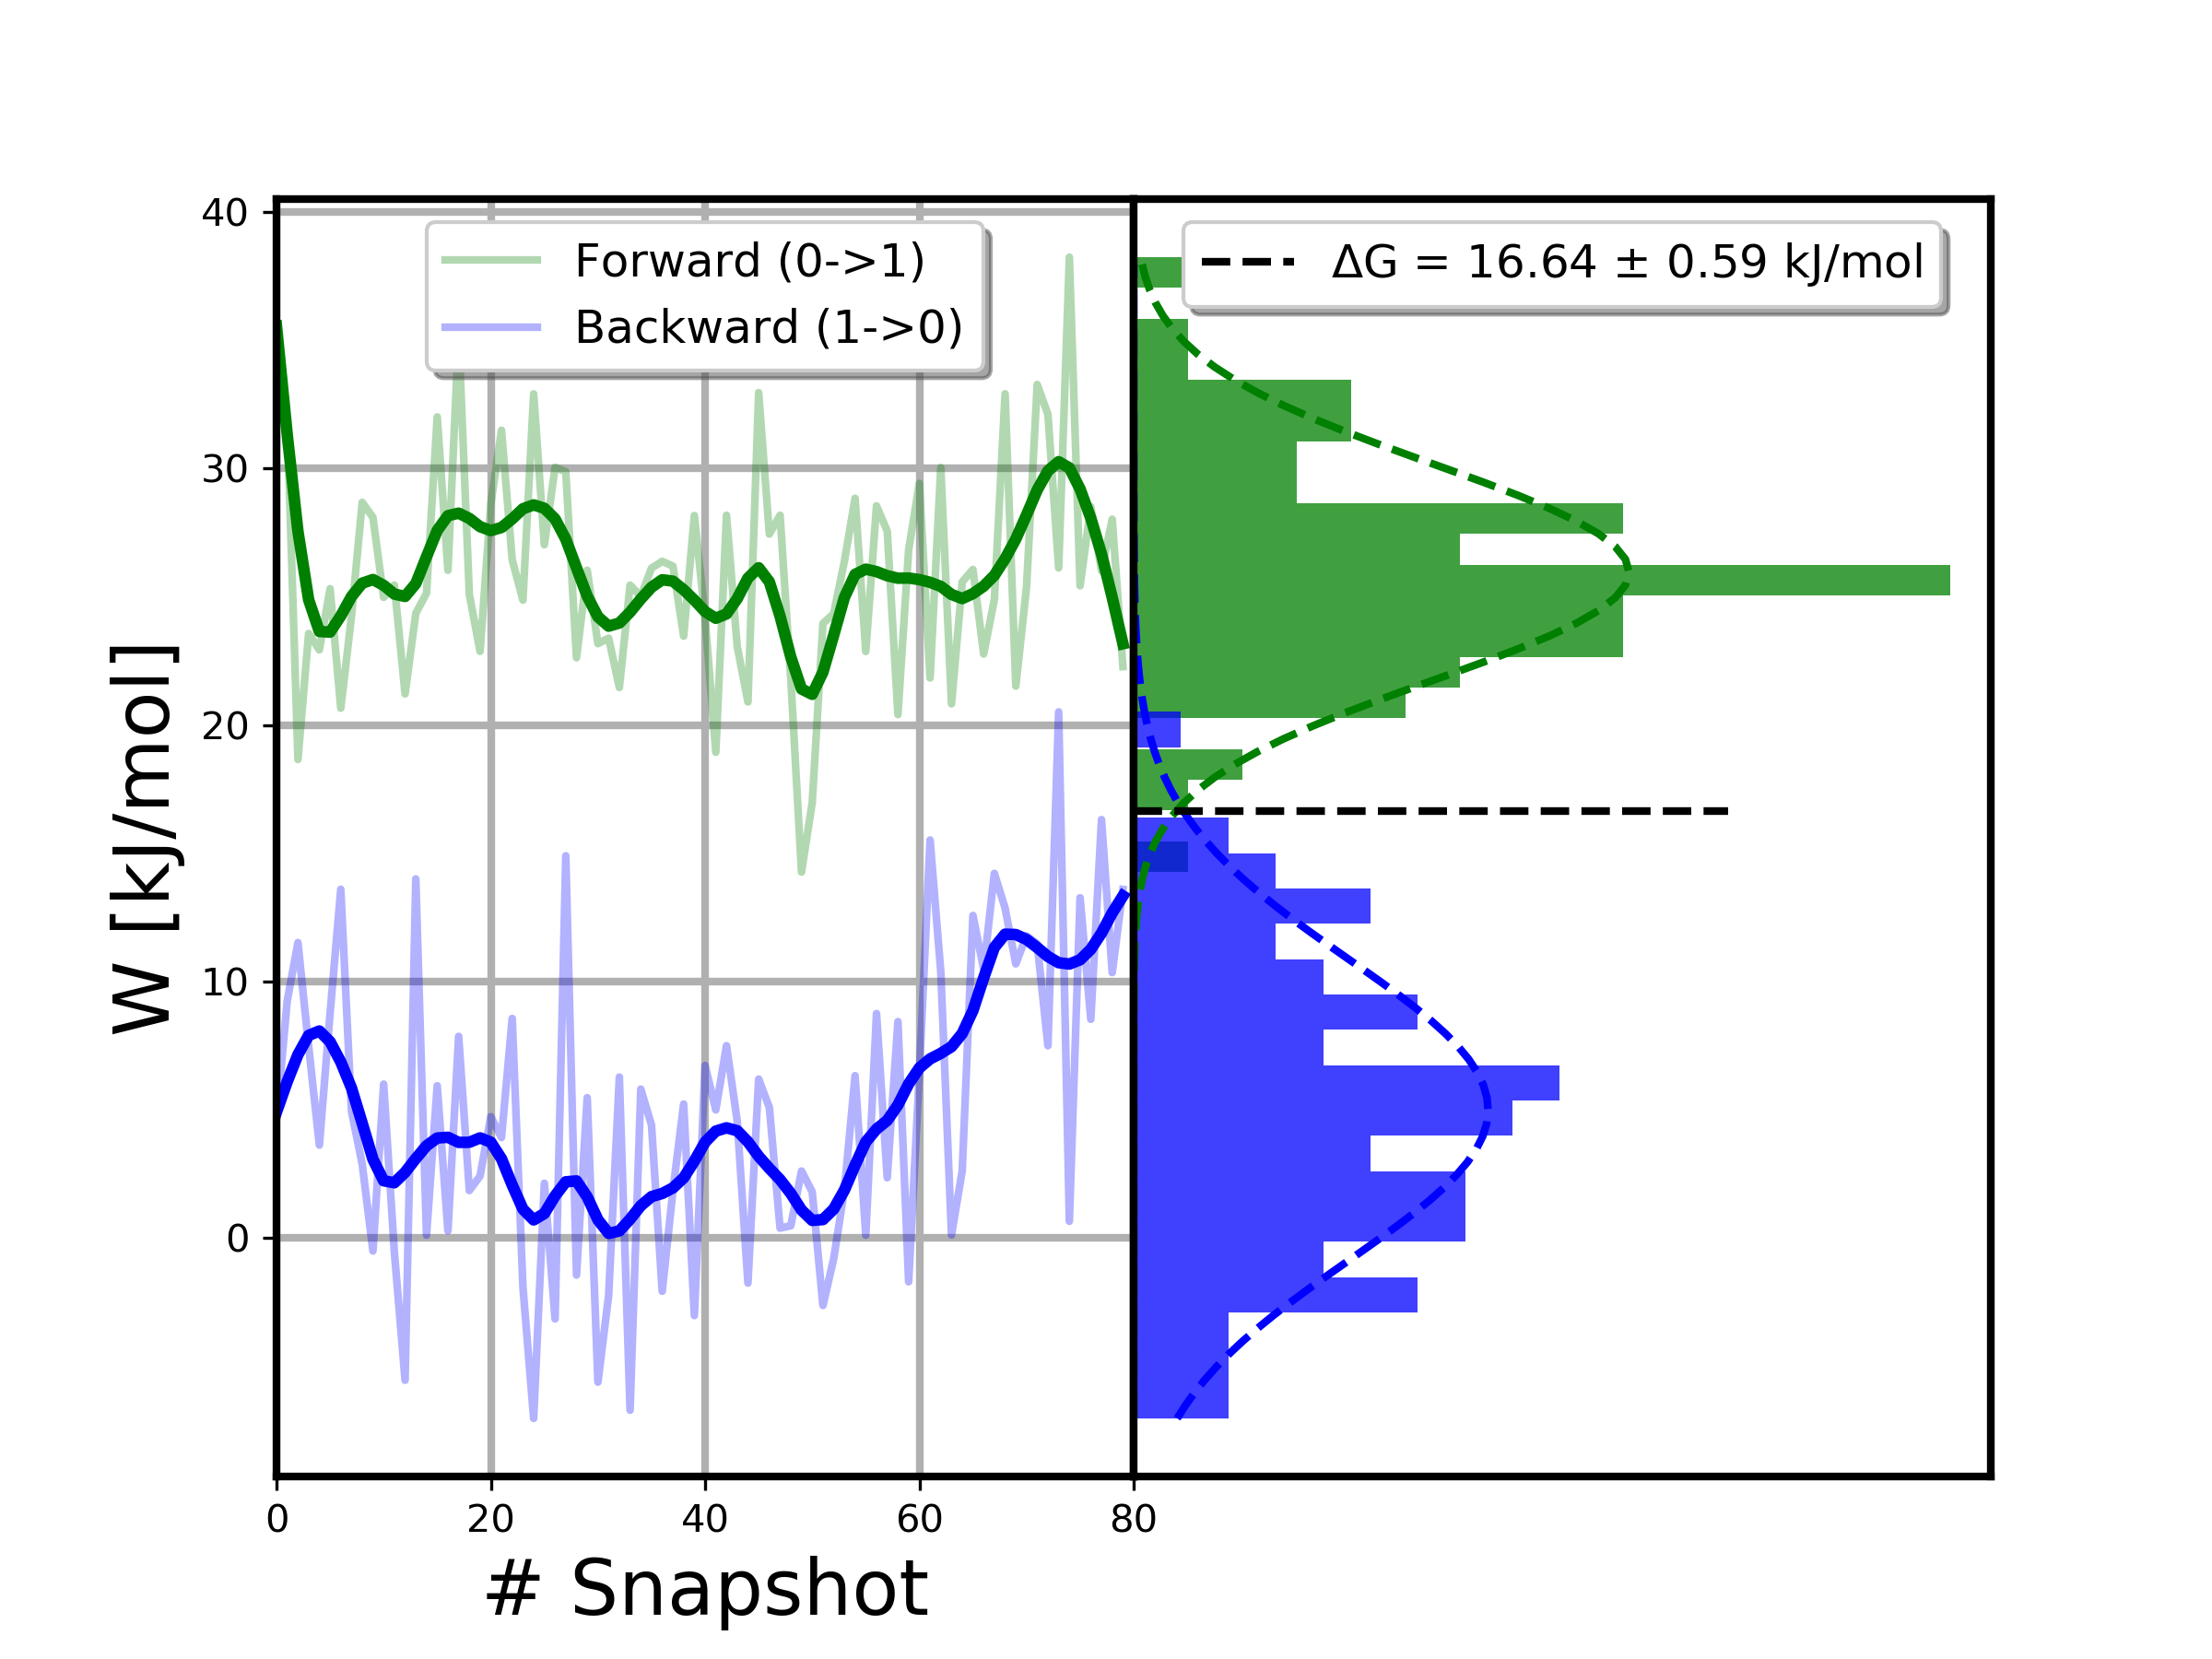 40
30
20
10
0
W [kJ/mol]
Forward (0->1)
Backward (1->0)
ΔG = 16.64 ± 0.59 kJ/mol
0 20 40 60 80
# Snapshot